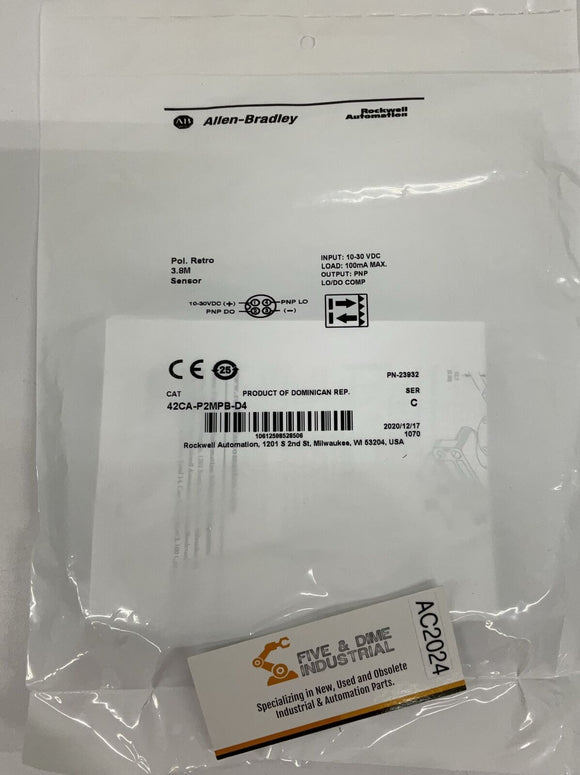 AB Allen-Bradley
Rockwell
Automation
Pol. Retro
3.8M
Sensor
INPUT: 10-30 VDC
LOAD: 100mA MAX.
OUTPUT: PNP
LO/DO COMP
10-30VDC (+) PNP LO
PNP DO (−)
CE 25
PN-23932
CAT PRODUCT OF DOMINICAN REP. SER
42CA-P2MPB-D4 C
2020/12/17
10612598528506 1070
Rockwell Automation, 1201 S 2nd St, Milwaukee, WI 53204, USA
FIVE & DIME
INDUSTRIAL
Specializing in New, Used and Obsolete
Industrial & Automation Parts.
AC2024